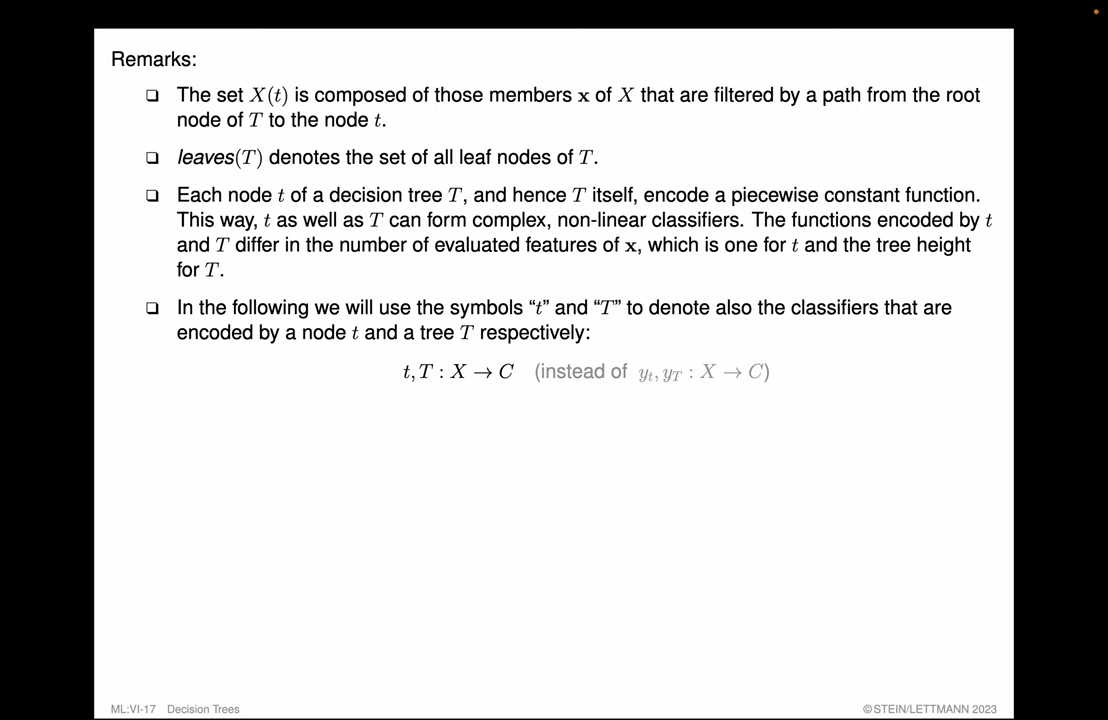 Remarks:
❑ The set X(t) is composed of those members x of X that are filtered by a path from the root
node of T to the node t.
❑ leaves(T) denotes the set of all leaf nodes of T.
❑ Each node t of a decision tree T, and hence T itself, encode a piecewise constant function.
This way, t as well as T can form complex, non-linear classifiers. The functions encoded by t
and T differ in the number of evaluated features of x, which is one for t and the tree height
for T.
❑ In the following we will use the symbols “t” and “T” to denote also the classifiers that are
encoded by a node t and a tree T respectively:
t, T : X → C (instead of y_t, y_T : X → C)
ML:VI-17 Decision Trees ©STEIN/LETTMANN 2023